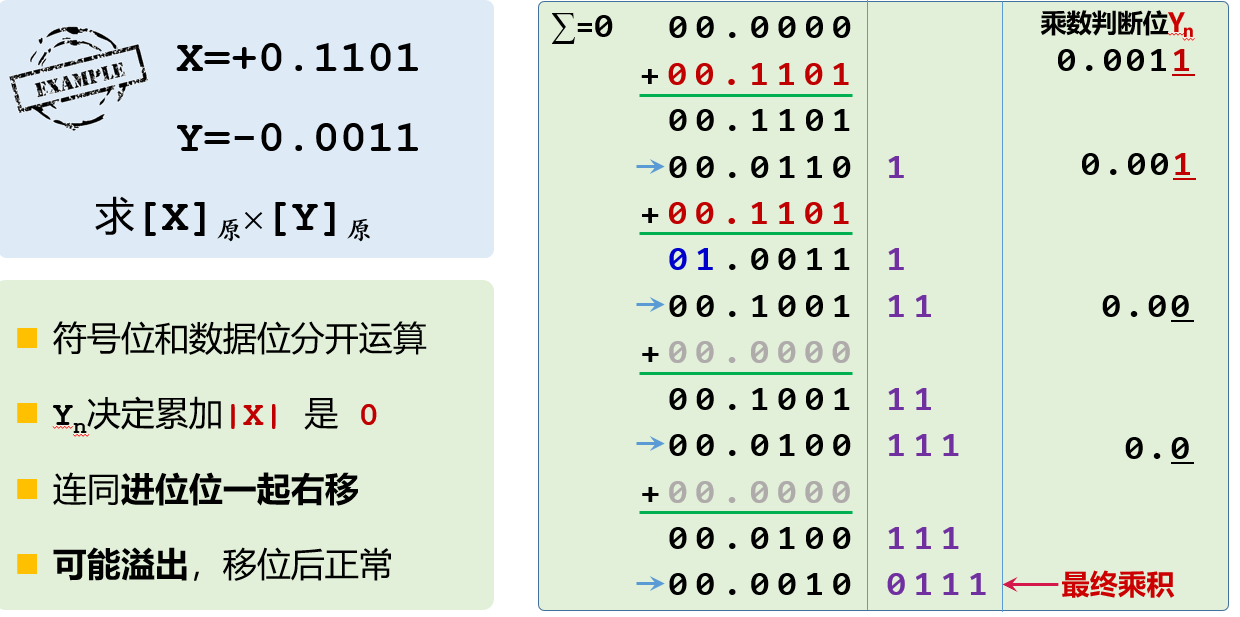 EXAMPLE
X=+0.1101
Y=-0.0011
求[X]原×[Y]原
符号位和数据位分开运算
Yn决定累加|X| 是 0
连同进位位一起右移
可能溢出，移位后正常
∑=0 00.0000 乘数判断位Yn
+00.1101 0.0011
00.1101
→00.0110 1 0.001
+00.1101
01.0011 1
→00.1001 11 0.00
+00.0000
00.1001 11
→00.0100 111 0.0
+00.0000
00.0100 111
→00.0010 0111 ←最终乘积